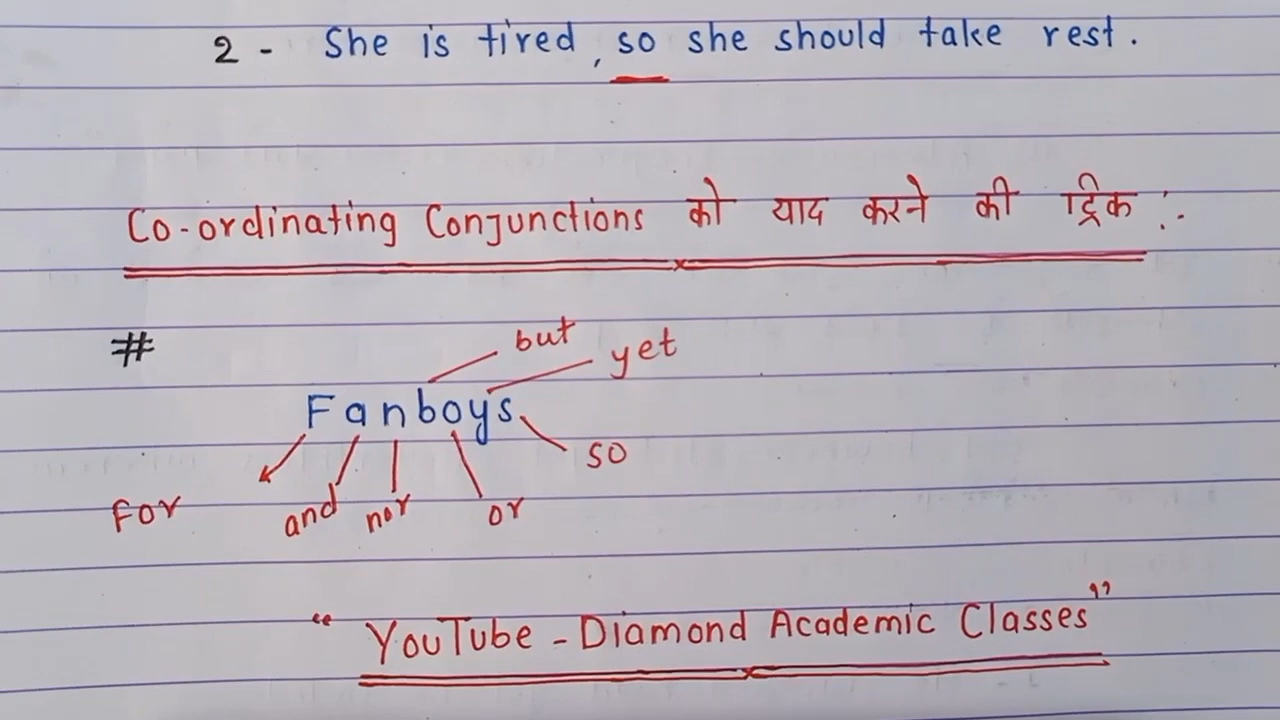 2 - She is tired, so she should take rest.
Co-ordinating Conjunctions को याद करने की ट्रिक :-
#
but
yet
Fanboys
so
For and nor or
“YouTube - Diamond Academic Classes”